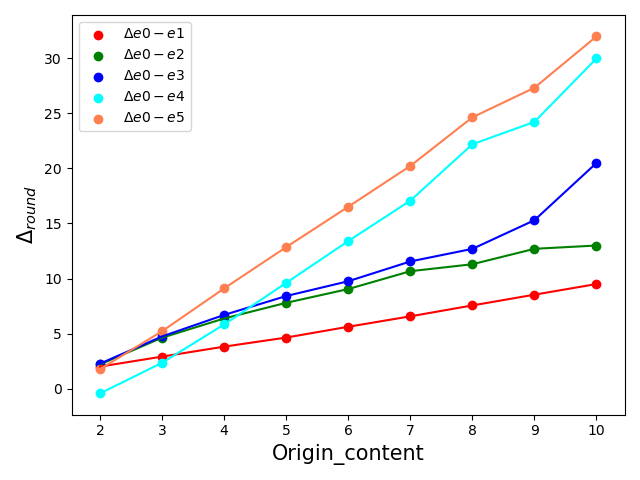 Δe0 − e1
Δe0 − e2
Δe0 − e3
Δe0 − e4
Δe0 − e5
30
25
20
15
10
5
0
Δround
2 3 4 5 6 7 8 9 10
Origin_content